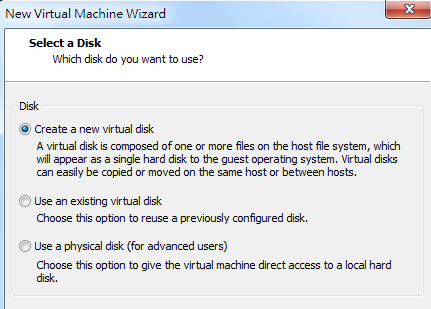 New Virtual Machine Wizard
Select a Disk
Which disk do you want to use?
Disk
Create a new virtual disk
A virtual disk is composed of one or more files on the host file system, which
will appear as a single hard disk to the guest operating system. Virtual disks
can easily be copied or moved on the same host or between hosts.
Use an existing virtual disk
Choose this option to reuse a previously configured disk.
Use a physical disk (for advanced users)
Choose this option to give the virtual machine direct access to a local hard
disk.